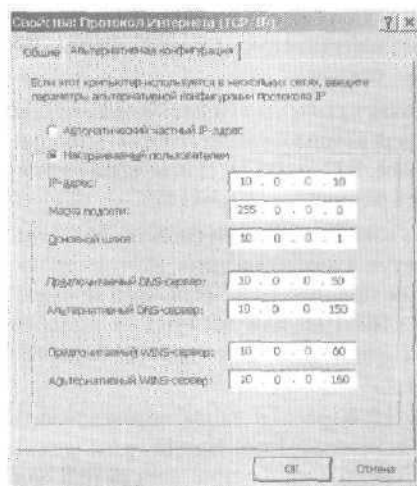 Свойства: Протокол Интернета (TCP/IP)
Общие Альтернативная конфигурация
Если этот компьютер используется в нескольких сетях, введите
параметры альтернативной конфигурации протокола IP
Автоматический частный IP-адрес
Настраиваемый пользователем
IP-адрес: 10 . 0 . 0 . 10
Маска подсети: 255 . 0 . 0 . 0
Основной шлюз: 10 . 0 . 0 . 1
Предпочитаемый DNS-сервер: 10 . 0 . 0 . 50
Альтернативный DNS-сервер: 10 . 0 . 0 . 150
Предпочитаемый WINS-сервер: 10 . 0 . 0 . 60
Альтернативный WINS-сервер: 10 . 0 . 0 . 160
OK Отмена